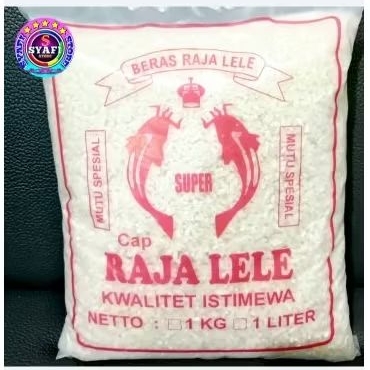 SYAFI
STORE
BERAS RAJA LELE
MUTU SPESIAL
SUPER
MUTU SPESIAL
Cap
RAJA LELE
KWALITET ISTIMEWA
NETTO : 1 KG 1 LITER